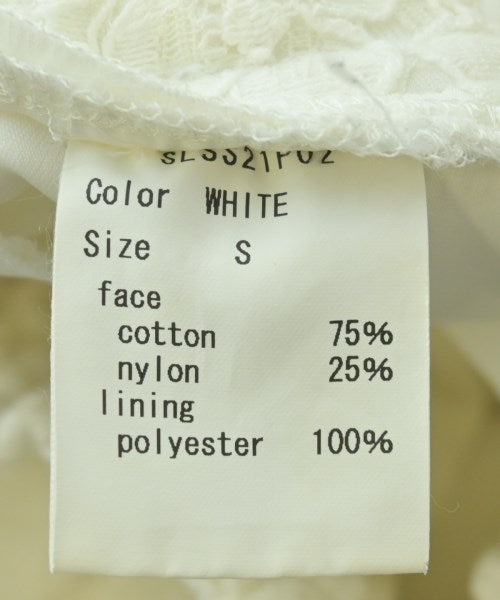 Color WHITE
Size S
face
cotton 75%
nylon 25%
lining
polyester 100%